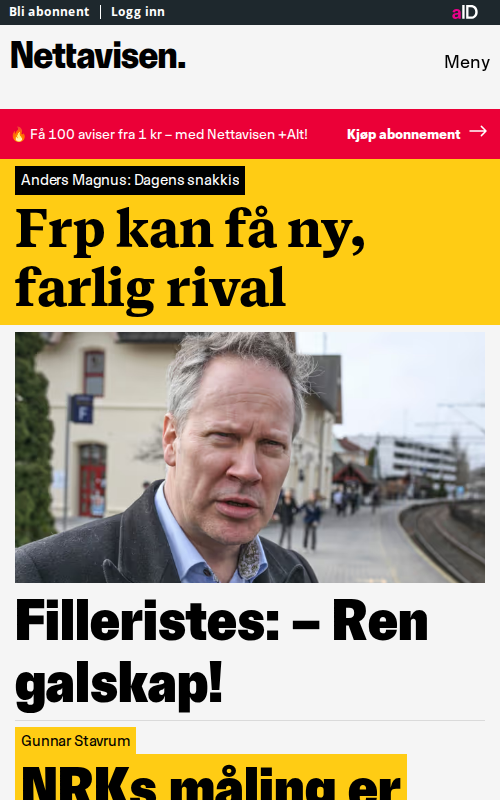 Bli abonnent | Logg inn
aID
Nettavisen.
Meny
🔥 Få 100 aviser fra 1 kr – med Nettavisen +Alt!
Kjøp abonnement →
Anders Magnus: Dagens snakkis
Frp kan få ny,
farlig rival
F
Filleristes: – Ren
galskap!
Gunnar Stavrum
NRKs måling er